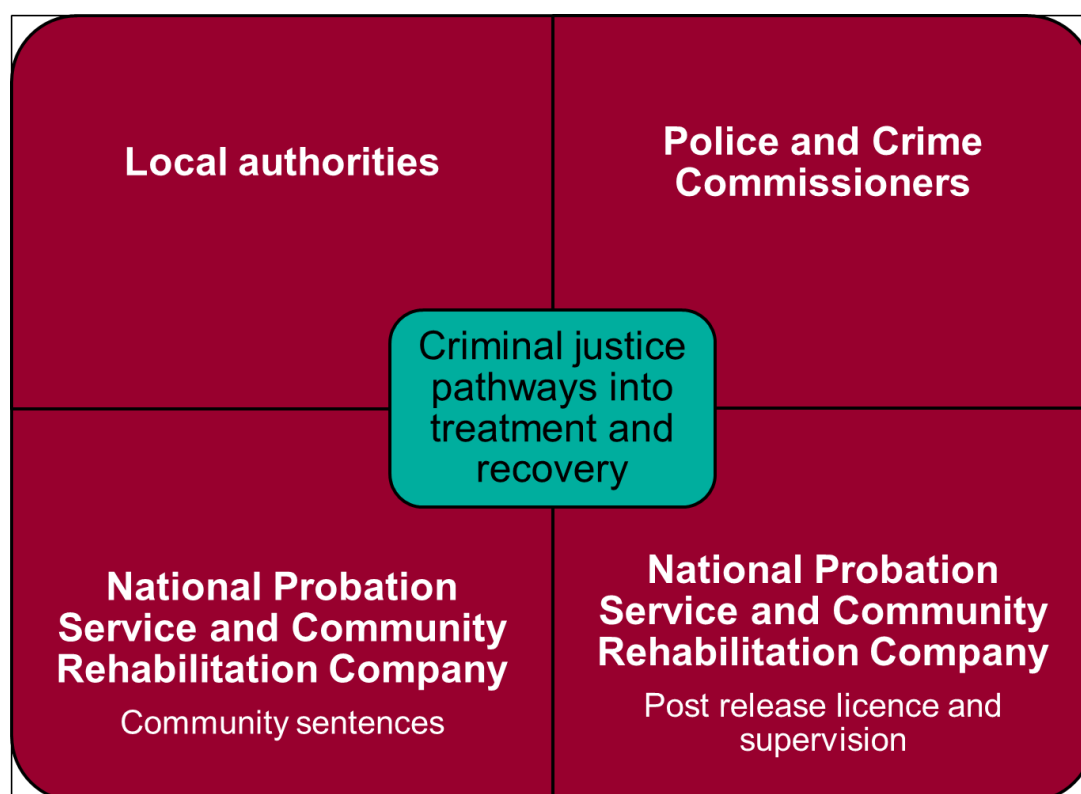 Local authorities
Police and Crime
Commissioners
Criminal justice
pathways into
treatment and
recovery
National Probation
Service and Community
Rehabilitation Company
Community sentences
National Probation
Service and Community
Rehabilitation Company
Post release licence and
supervision